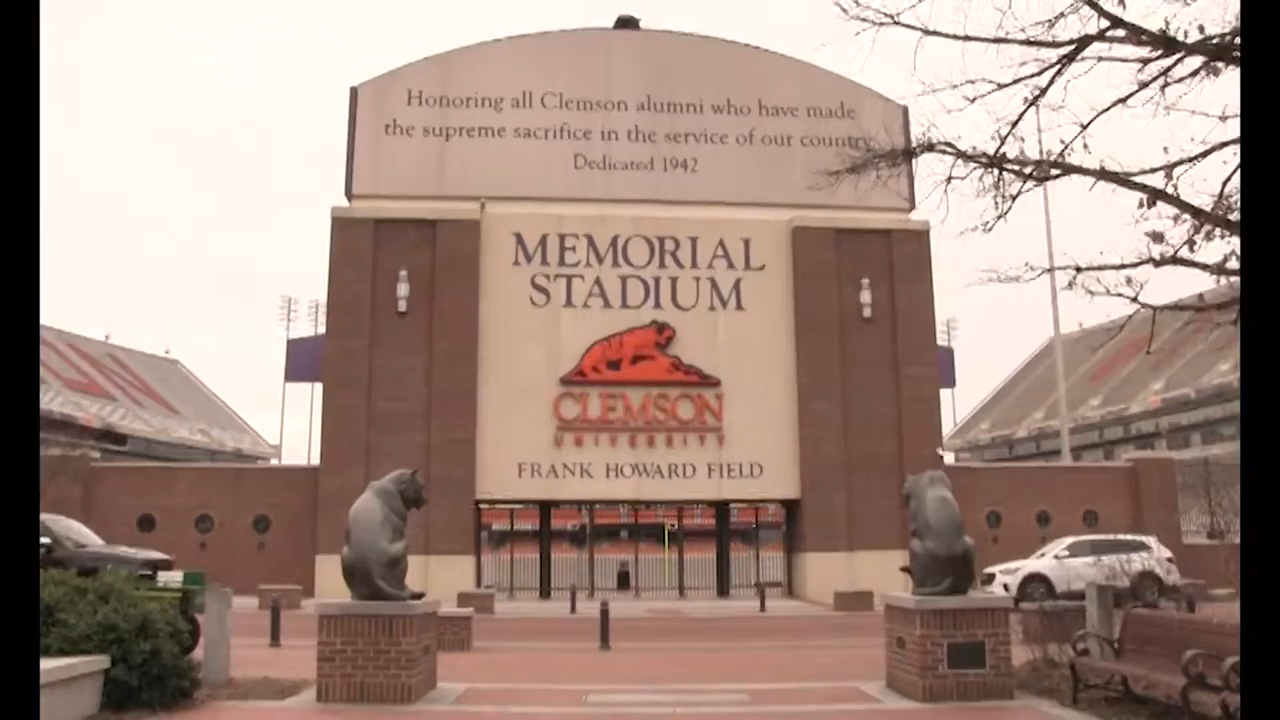 Honoring all Clemson alumni who have made
the supreme sacrifice in the service of our country
Dedicated 1942
MEMORIAL
STADIUM
CLEMSON
UNIVERSITY
FRANK HOWARD FIELD